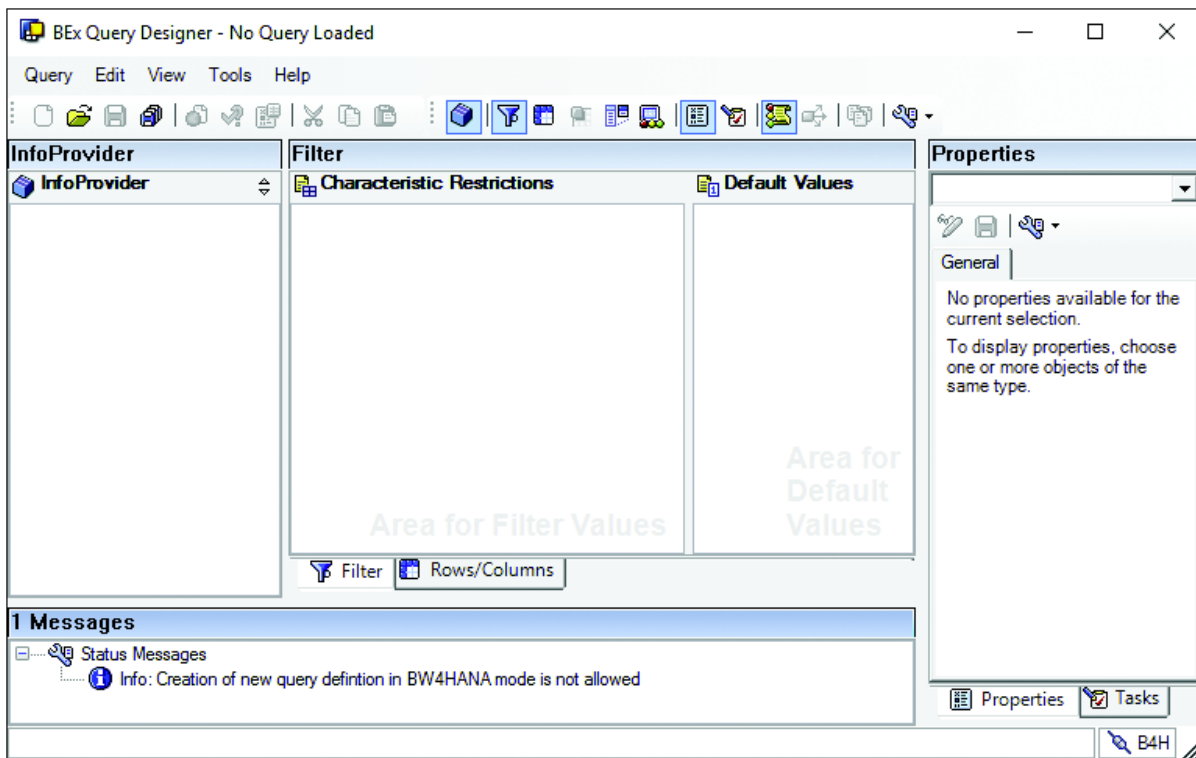 BEx Query Designer - No Query Loaded
Query Edit View Tools Help
InfoProvider
InfoProvider
Filter
Characteristic Restrictions
Default Values
Area for Filter Values
Area for
Default
Values
Filter
Rows/Columns
Properties
General
No properties available for the
current selection.
To display properties, choose
one or more objects of the
same type.
1 Messages
Status Messages
Info: Creation of new query defintion in BW4HANA mode is not allowed
Properties
Tasks
B4H